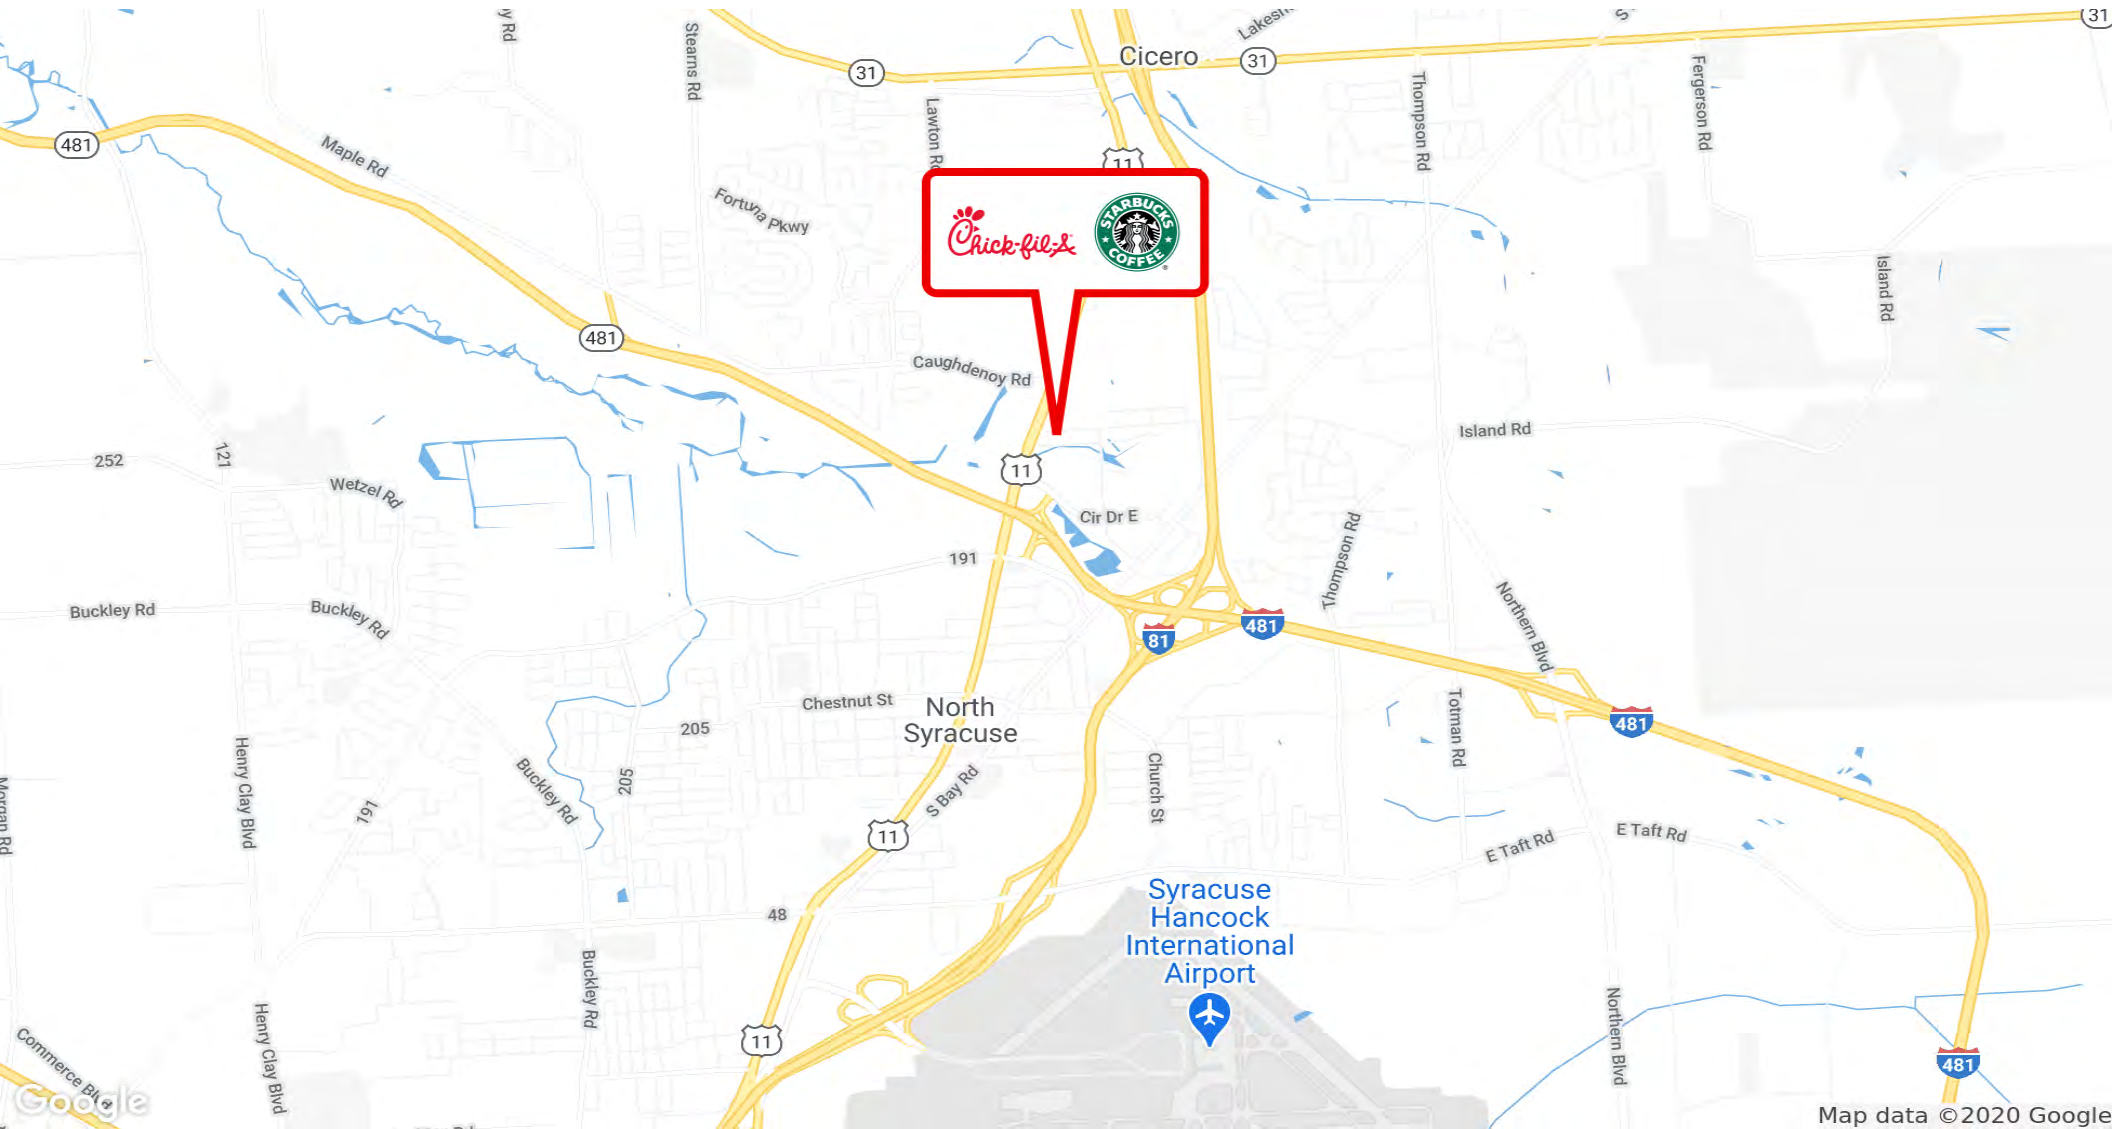 31
Cicero
31
31
Lakesh
y Rd
Stearns Rd
Lawton Rd
Thompson Rd
Fergerson Rd
481
Maple Rd
11
Fortuna Pkwy
Chick-fil-A
STARBUCKS
COFFEE
®
Island Rd
481
Caughdenoy Rd
Island Rd
252
121
Wetzel Rd
11
Cir Dr E
191
Thompson Rd
Northern Blvd
Buckley Rd
Buckley Rd
81
481
481
Chestnut St
North
Syracuse
205
205
Totman Rd
Henry Clay Blvd
Buckley Rd
S Bay Rd
Church St
Morgan Rd
191
11
E Taft Rd
E Taft Rd
48
Syracuse
Hancock
International
Airport
Buckley Rd
Northern Blvd
Henry Clay Blvd
11
Commerce Blvd
481
Google
Map data ©2020 Google